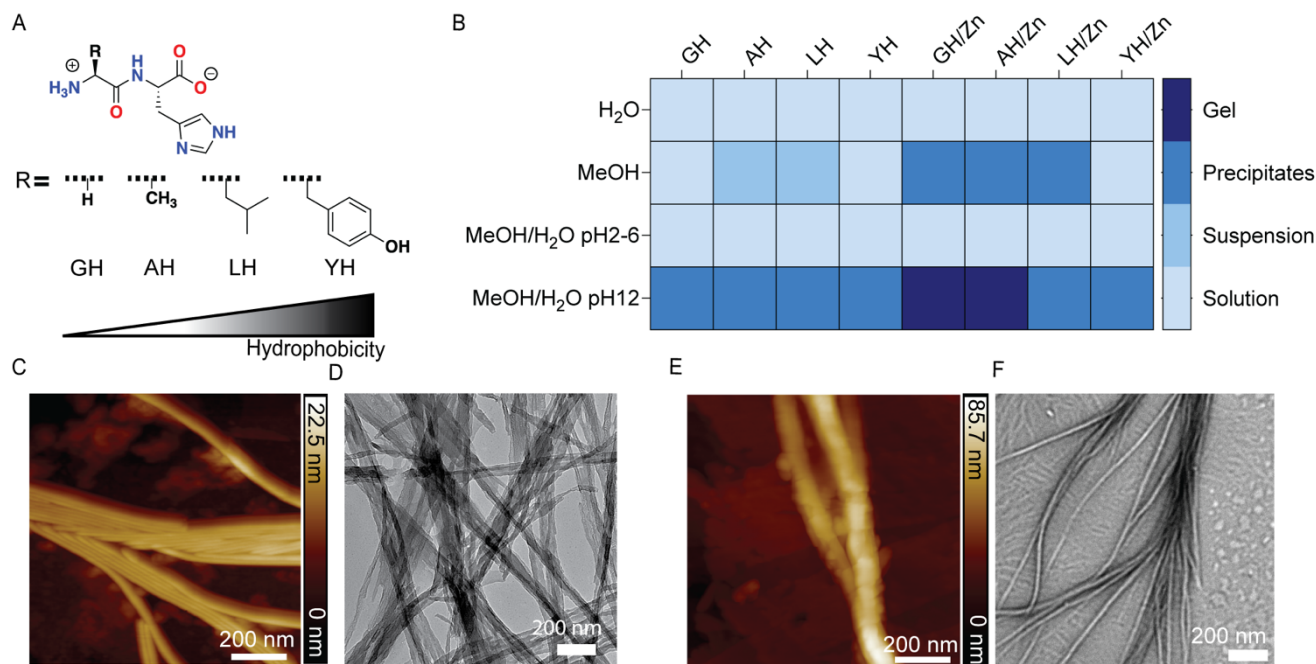 A
R
H
O
H₃N
⊕
N
O
⊖
O
NH
N
R=
H
CH₃
OH
GH AH LH YH
Hydrophobicity
B
GH AH LH YH GH/Zn AH/Zn LH/Zn YH/Zn
H₂O
MeOH
MeOH/H₂O pH2-6
MeOH/H₂O pH12
Gel
Precipitates
Suspension
Solution
C
22.5 nm
0 nm
200 nm
D
200 nm
E
85.7 nm
0 nm
200 nm
F
200 nm